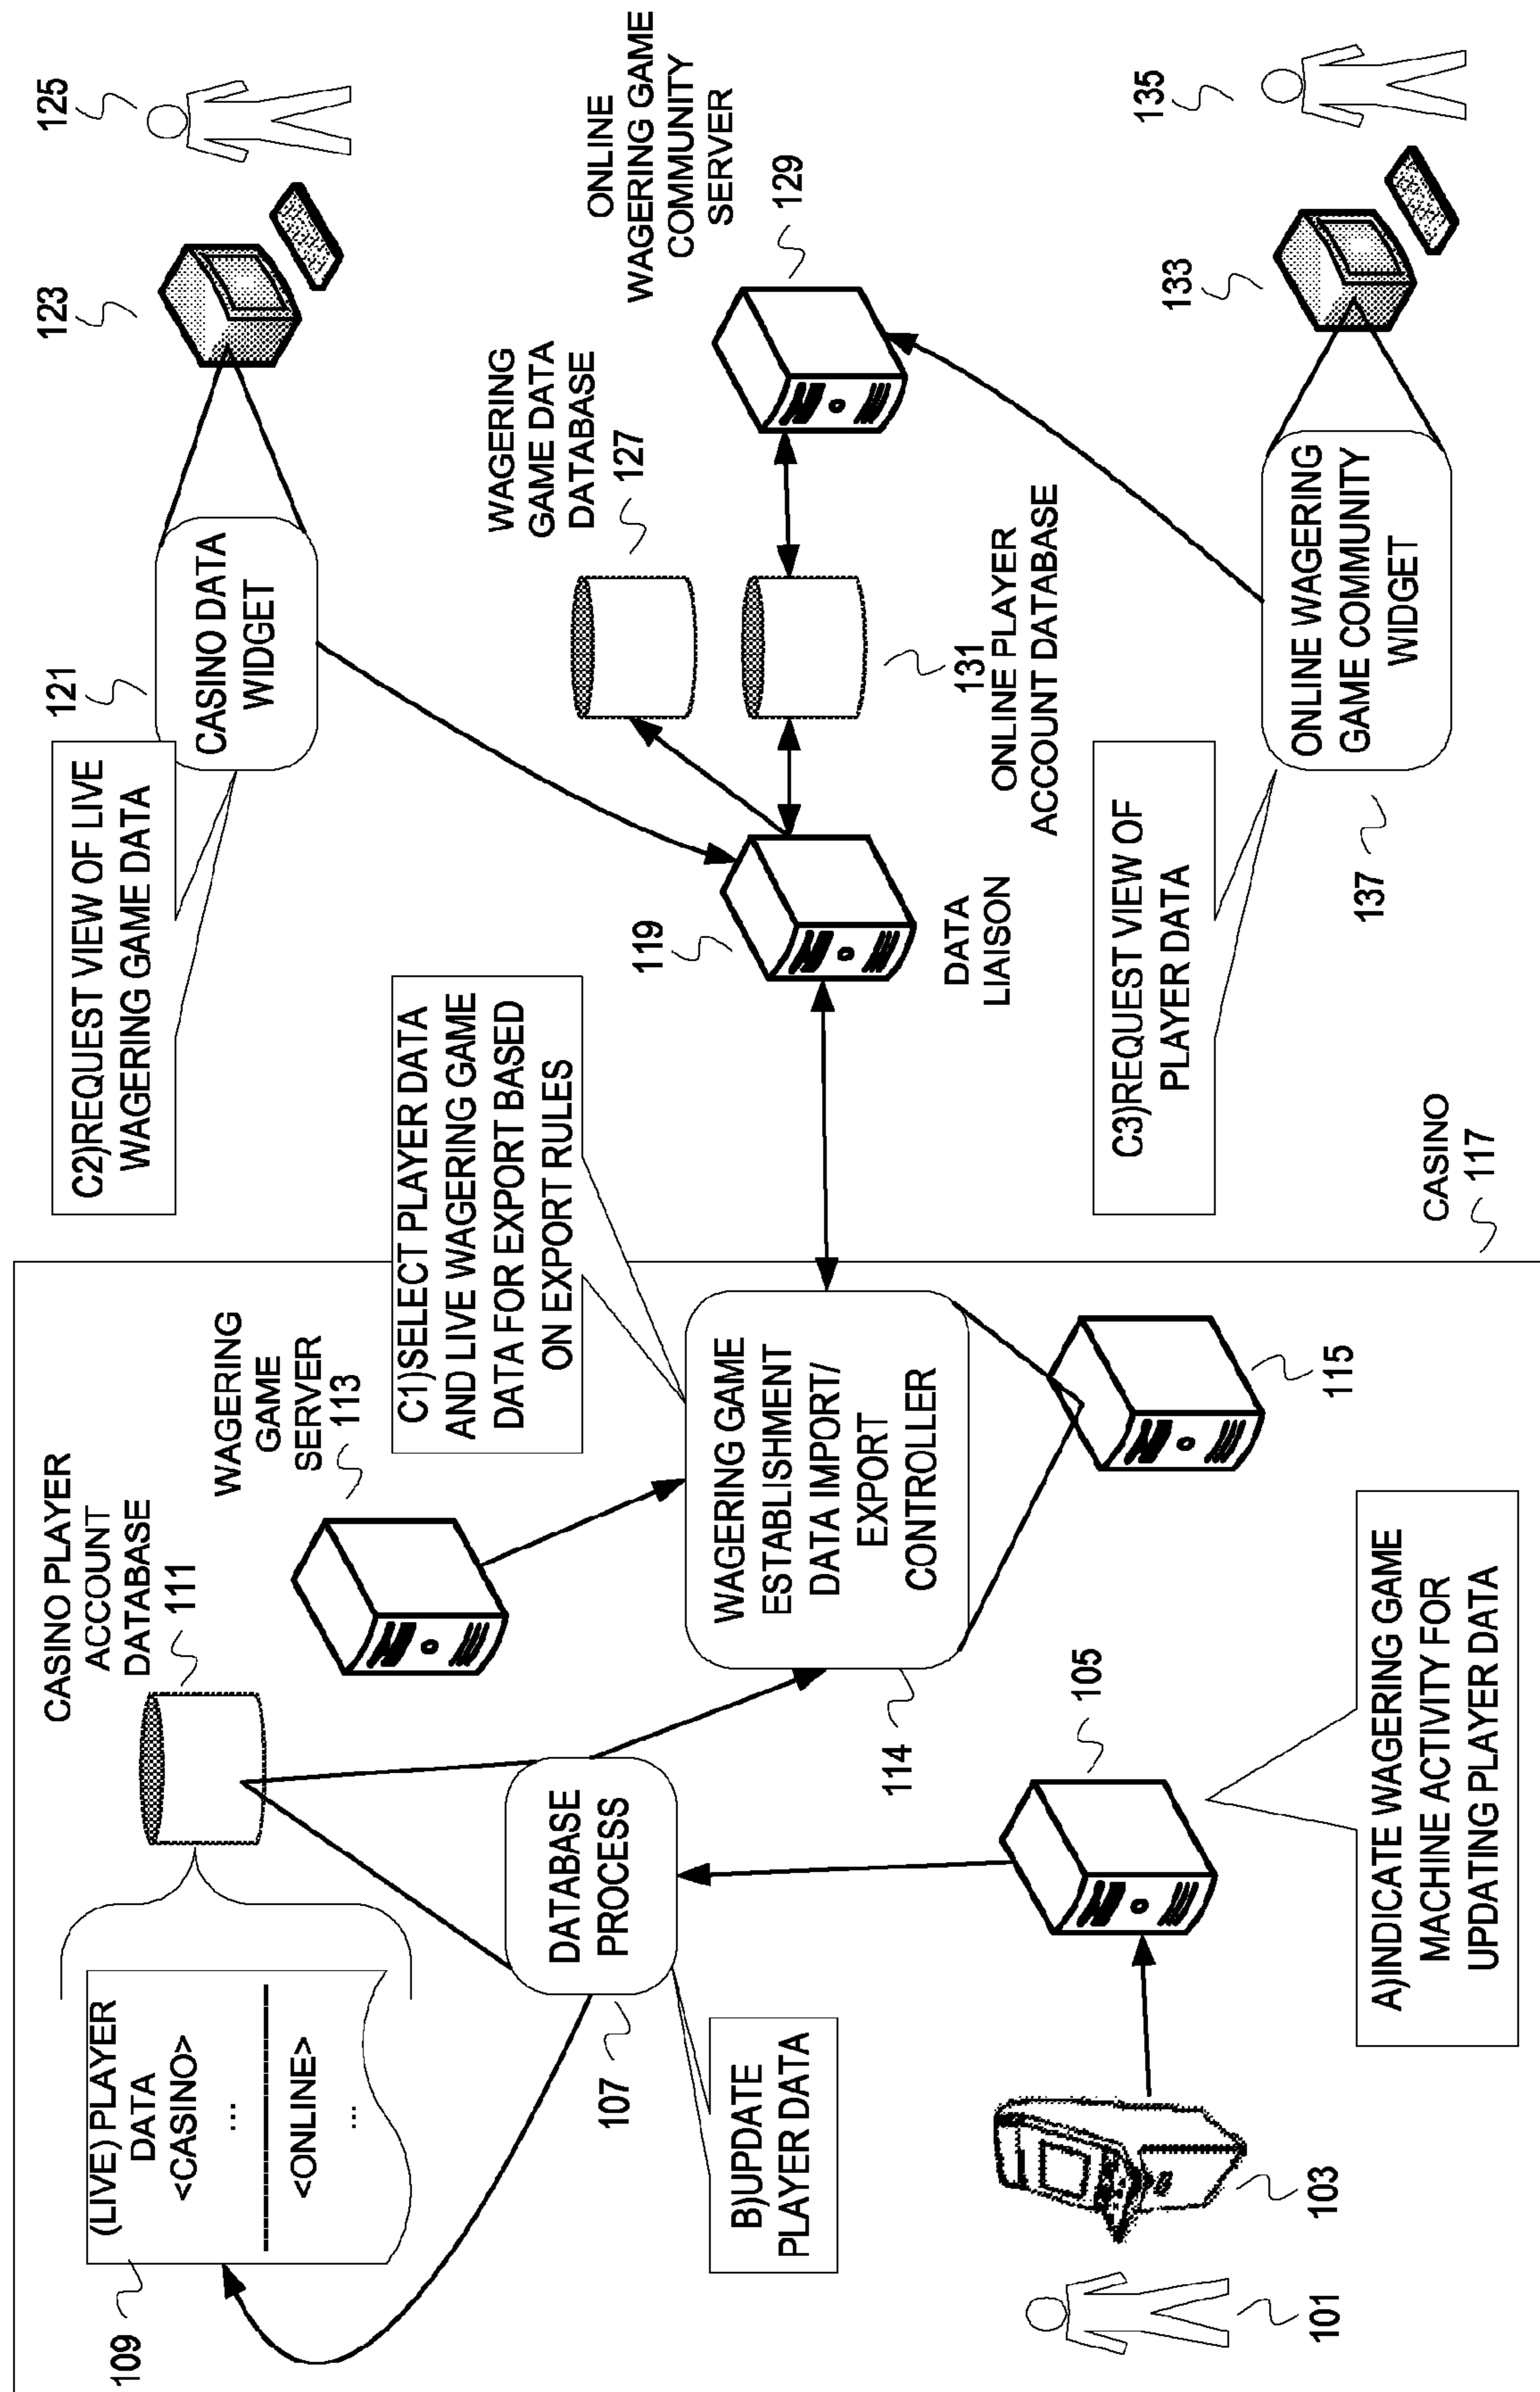 (LIVE) PLAYER
DATA
<CASINO>
...
<ONLINE>
...
109
CASINO PLAYER
ACCOUNT
DATABASE
111
WAGERING
GAME
SERVER
113
DATABASE
PROCESS
107
B)UPDATE
PLAYER DATA
C1)SELECT PLAYER DATA
AND LIVE WAGERING GAME
DATA FOR EXPORT BASED
ON EXPORT RULES
WAGERING GAME
ESTABLISHMENT
DATA IMPORT/
EXPORT
CONTROLLER
114
105
115
101
103
A)INDICATE WAGERING GAME
MACHINE ACTIVITY FOR
UPDATING PLAYER DATA
CASINO
117
C2)REQUEST VIEW OF LIVE
WAGERING GAME DATA
121
CASINO DATA
WIDGET
123
125
119
DATA
LIAISON
WAGERING
GAME DATA
DATABASE
127
ONLINE
WAGERING GAME
COMMUNITY
SERVER
129
131
ONLINE PLAYER
ACCOUNT DATABASE
C3)REQUEST VIEW OF
PLAYER DATA
137
ONLINE WAGERING
GAME COMMUNITY
WIDGET
133
135